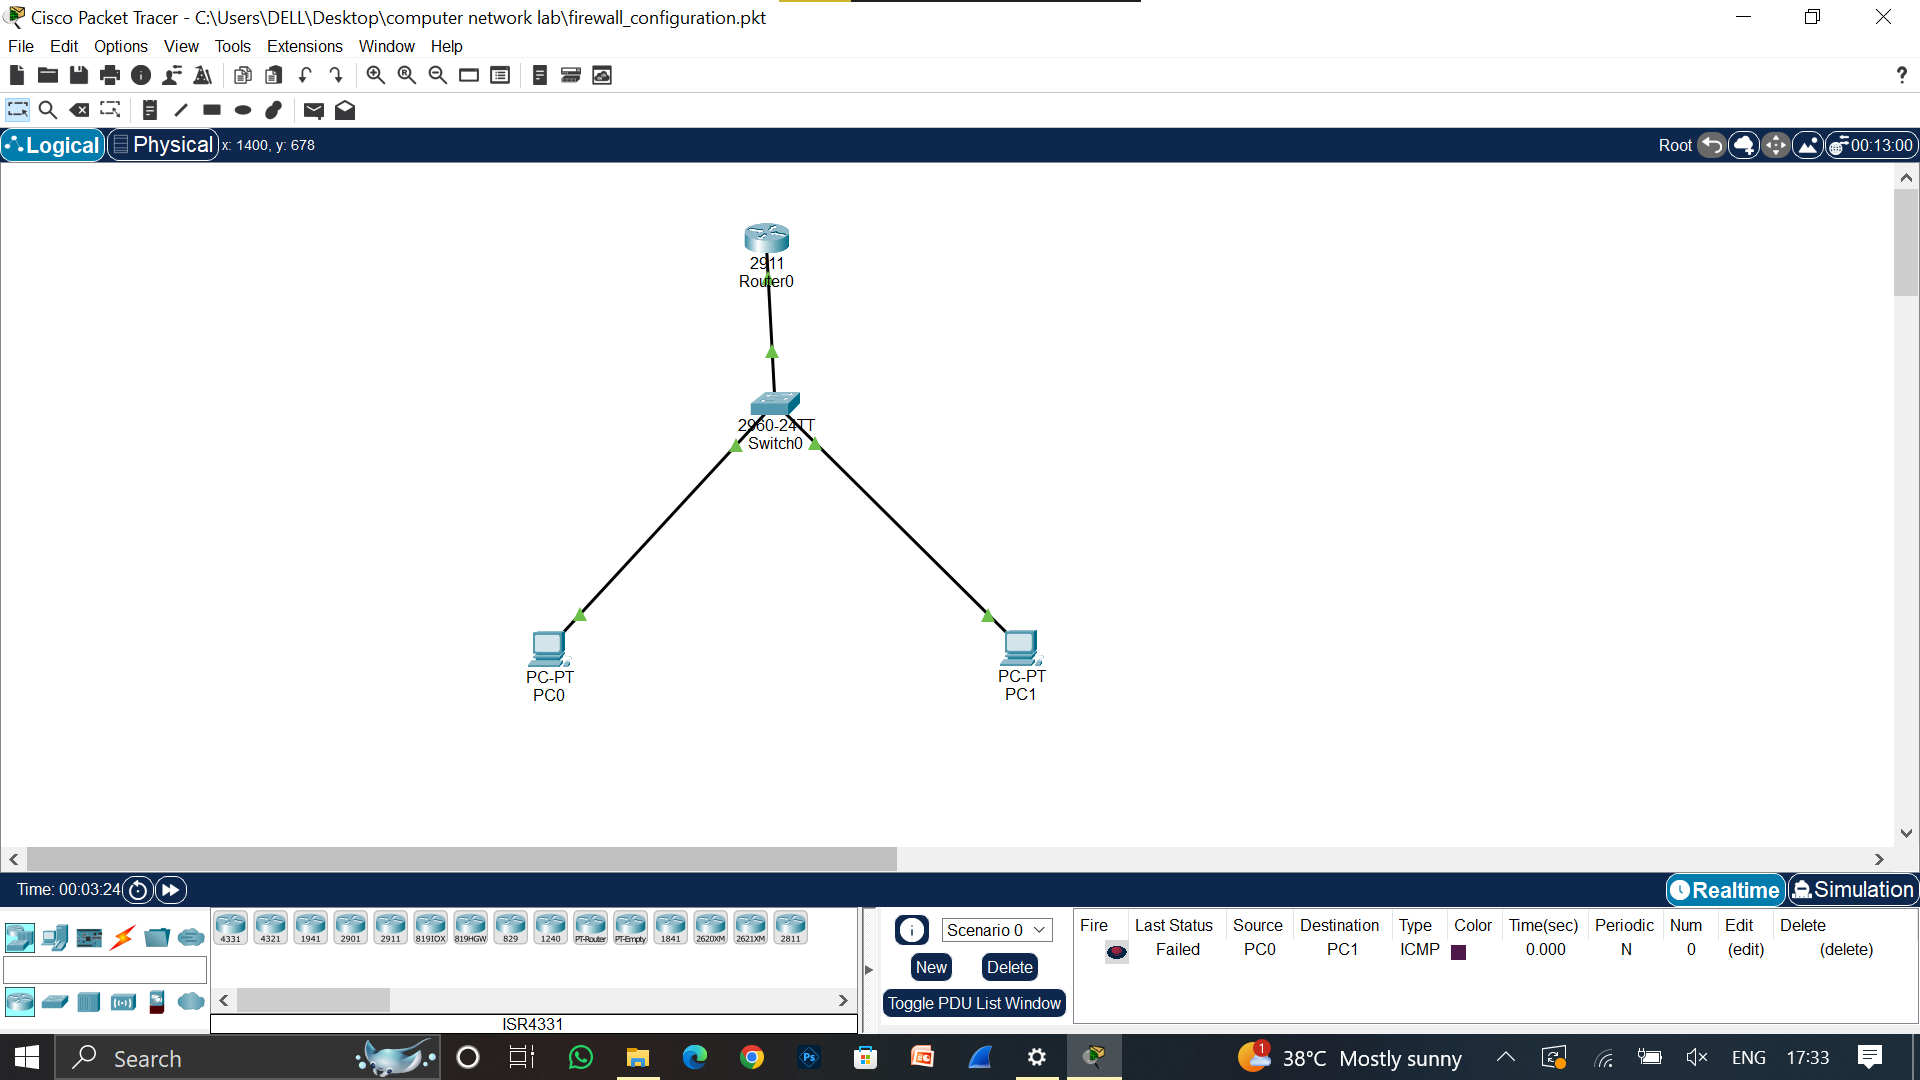 Cisco Packet Tracer - C:\Users\DELL\Desktop\computer network lab\firewall_configuration.pkt
File Edit Options View Tools Extensions Window Help
?
Logical Physical x: 1400, y: 678 Root 00:13:00
2911
Router0
2960-24TT
Switch0
PC-PT
PC0
PC-PT
PC1
Time: 00:03:24 Realtime Simulation
4331 4321 1941 2901 2911 819IOX 819HGW 829 1240 PT-Router PT-Empty 1841 2620XM 2621XM 2811
ISR4331
Scenario 0
New Delete
Toggle PDU List Window
Fire Last Status Source Destination Type Color Time(sec) Periodic Num Edit Delete
Failed PC0 PC1 ICMP 0.000 N 0 (edit) (delete)
Search Ps 1 38°C Mostly sunny ENG 17:33